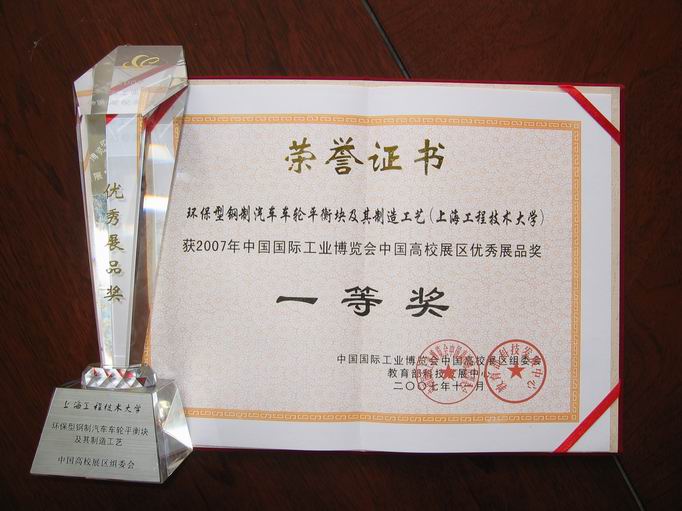 优秀展品奖
上海工程技术大学
环保型钢制汽车车轮平衡块
及其制造工艺
中国高校展区组委会
荣誉证书
环保型钢制汽车车轮平衡块及其制造工艺(上海工程技术大学)
获2007年中国国际工业博览会中国高校展区优秀展品奖
一等奖
中国国际工业博览会中国高校展区组委会
教育部科技发展中心
二〇〇七年十一月